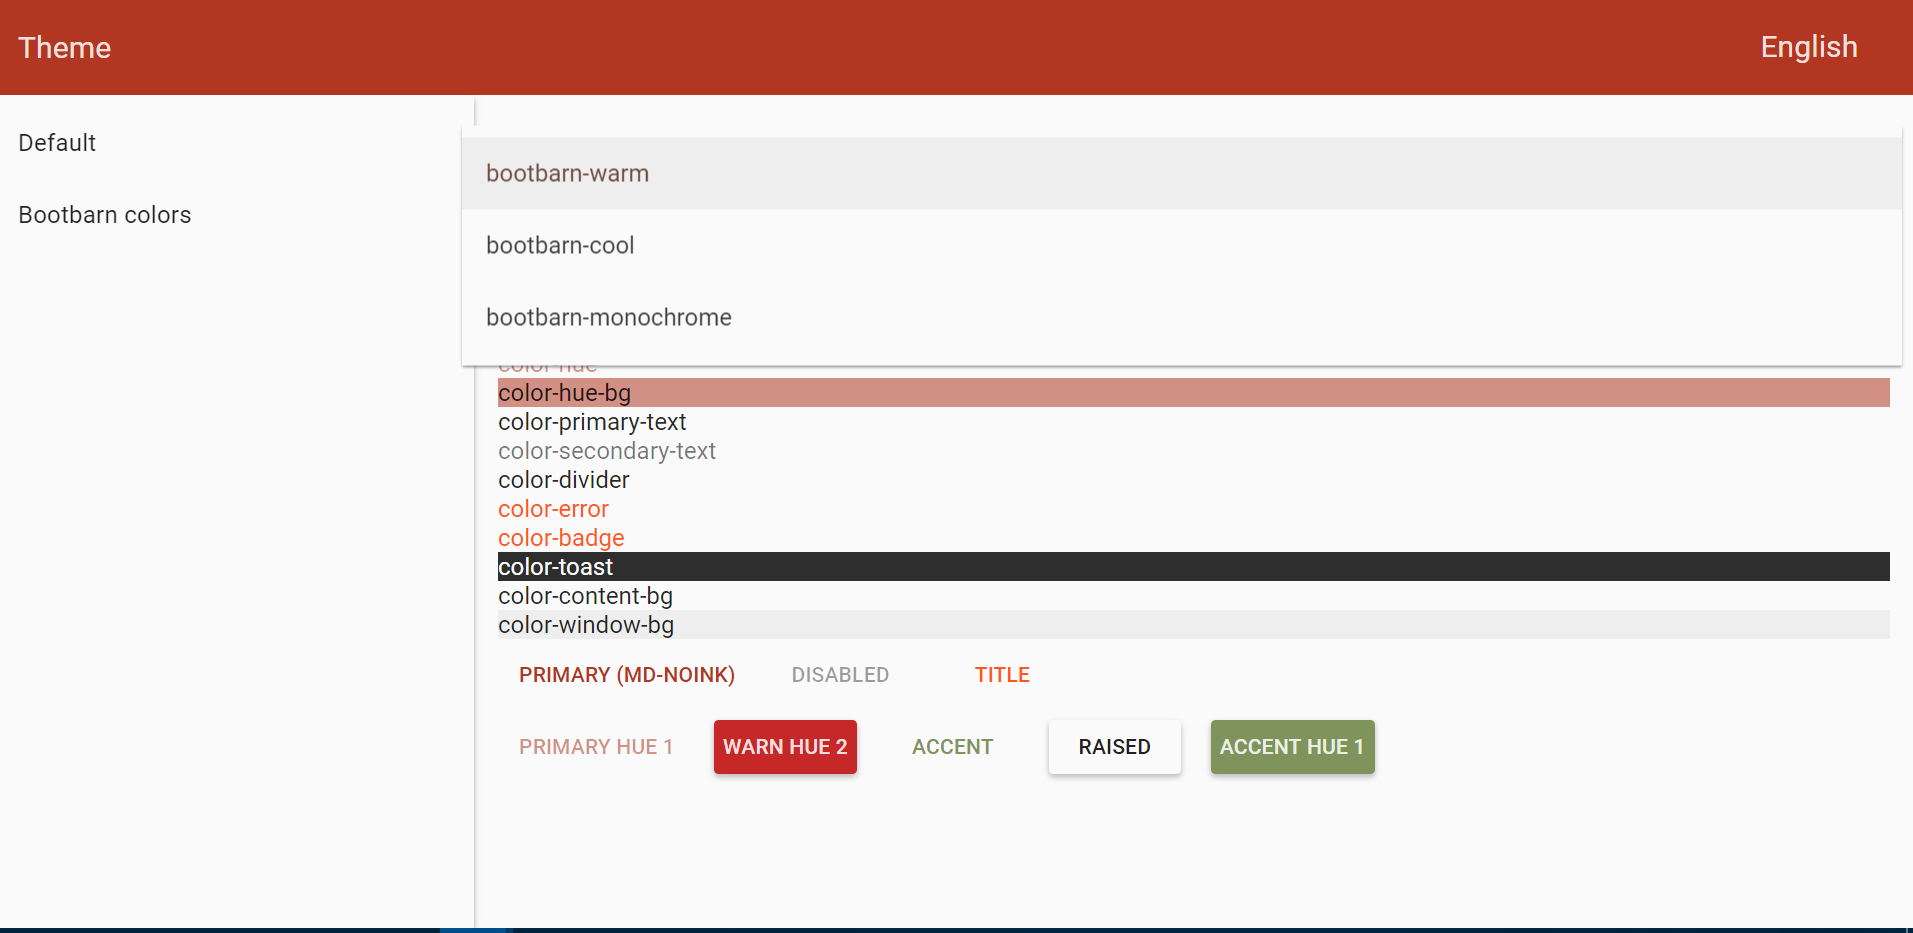 Theme
English
Default
Bootbarn colors
bootbarn-warm
bootbarn-cool
bootbarn-monochrome
color-hue
color-hue-bg
color-primary-text
color-secondary-text
color-divider
color-error
color-badge
color-toast
color-content-bg
color-window-bg
PRIMARY (MD-NOINK) DISABLED TITLE
PRIMARY HUE 1 WARN HUE 2 ACCENT RAISED ACCENT HUE 1